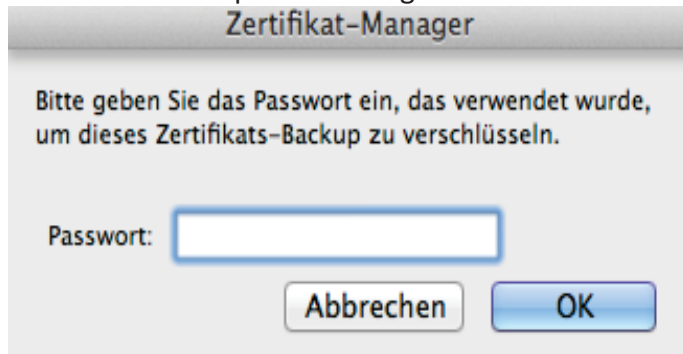 Zertifikat-Manager
Bitte geben Sie das Passwort ein, das verwendet wurde,
um dieses Zertifikats-Backup zu verschlüsseln.
Passwort:
Abbrechen
OK